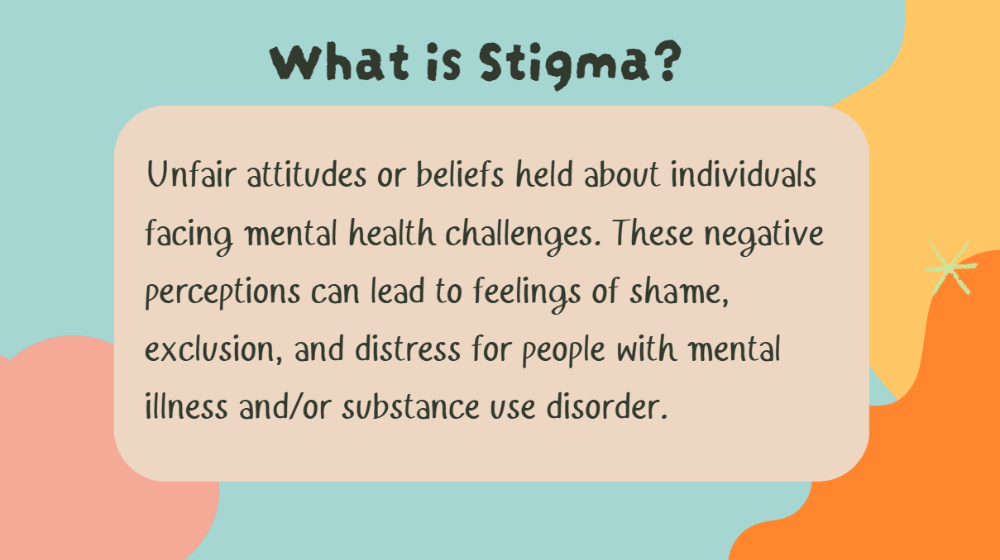 What is Stigma?
Unfair attitudes or beliefs held about individuals
facing mental health challenges. These negative
perceptions can lead to feelings of shame,
exclusion, and distress for people with mental
illness and/or substance use disorder.